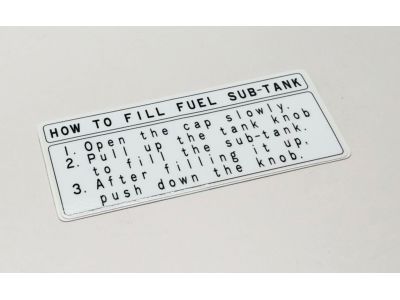 HOW TO FILL FUEL SUB-TANK
1. Open the cap slowly.
2. Pull up the tank knob
to fill the sub-tank.
3. After filling it up.
push down the knob.